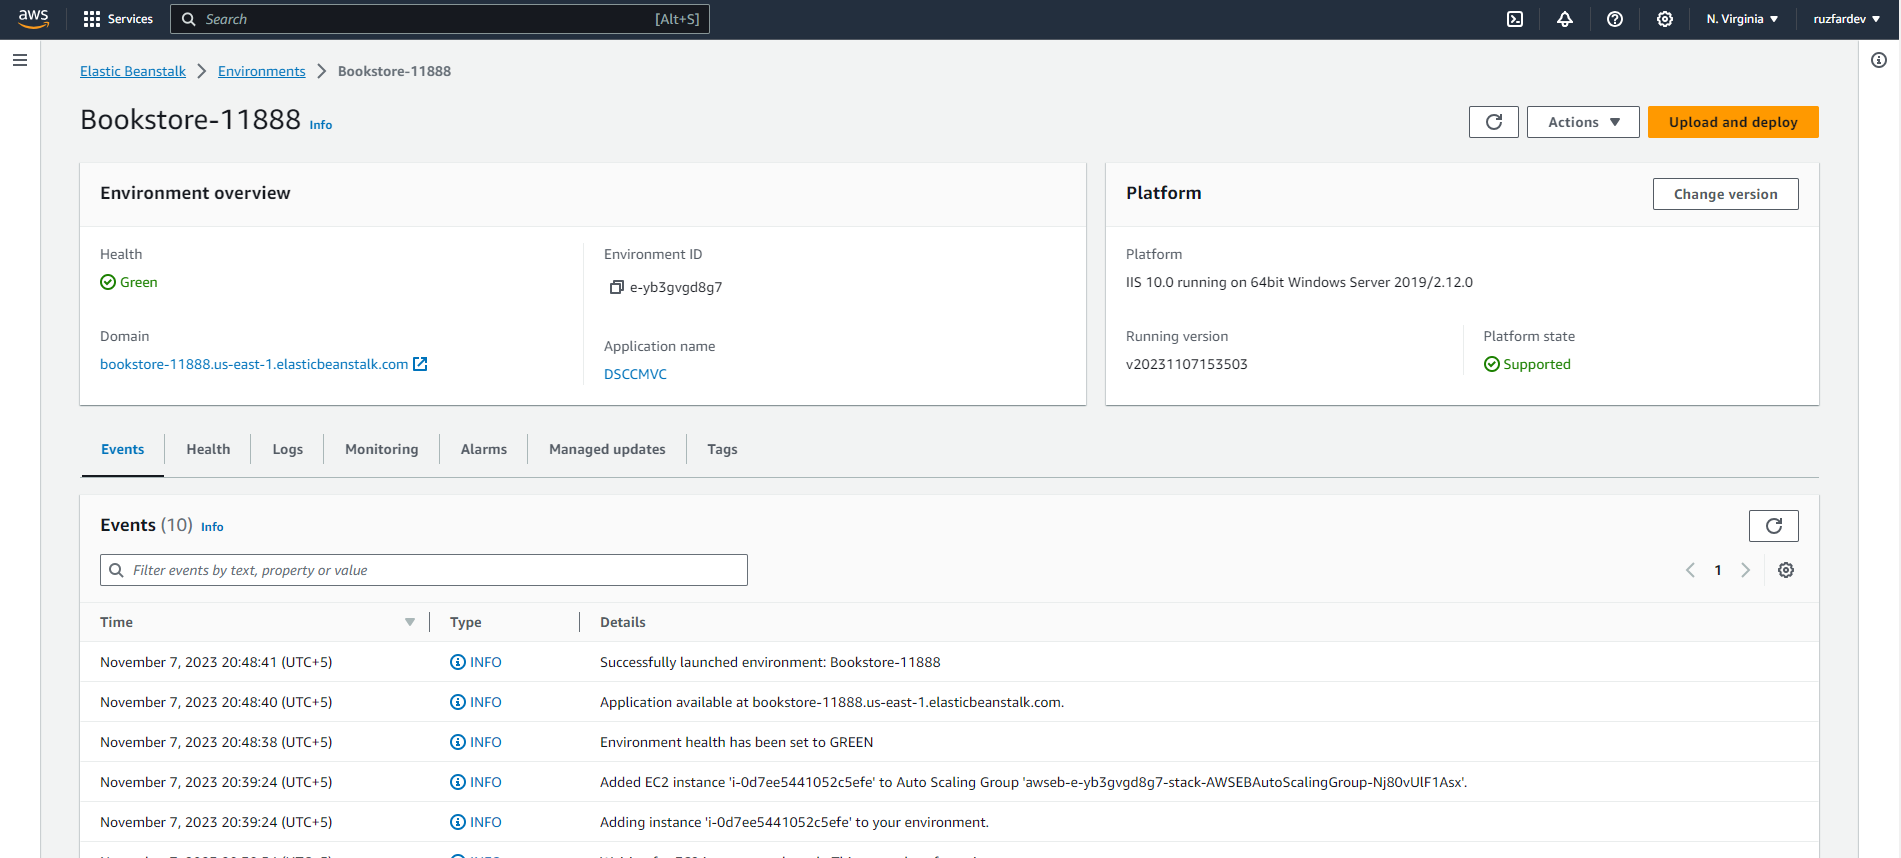 aws Services Search [Alt+S] N. Virginia ruzfardev
Elastic Beanstalk Environments Bookstore-11888
Bookstore-11888 Info
Actions Upload and deploy
Environment overview
Health
Green
Environment ID
e-yb3gvgd8g7
Domain
bookstore-11888.us-east-1.elasticbeanstalk.com
Application name
DSCCMVC
Platform
Change version
Platform
IIS 10.0 running on 64bit Windows Server 2019/2.12.0
Running version
v20231107153503
Platform state
Supported
Events Health Logs Monitoring Alarms Managed updates Tags
Events (10) Info
Filter events by text, property or value
1
Time Type Details
November 7, 2023 20:48:41 (UTC+5) INFO Successfully launched environment: Bookstore-11888
November 7, 2023 20:48:40 (UTC+5) INFO Application available at bookstore-11888.us-east-1.elasticbeanstalk.com.
November 7, 2023 20:48:38 (UTC+5) INFO Environment health has been set to GREEN
November 7, 2023 20:39:24 (UTC+5) INFO Added EC2 instance 'i-0d7ee5441052c5efe' to Auto Scaling Group 'awseb-e-yb3gvgd8g7-stack-AWSEBAutoScalingGroup-Nj80vUlF1Asx'.
November 7, 2023 20:39:24 (UTC+5) INFO Adding instance 'i-0d7ee5441052c5efe' to your environment.